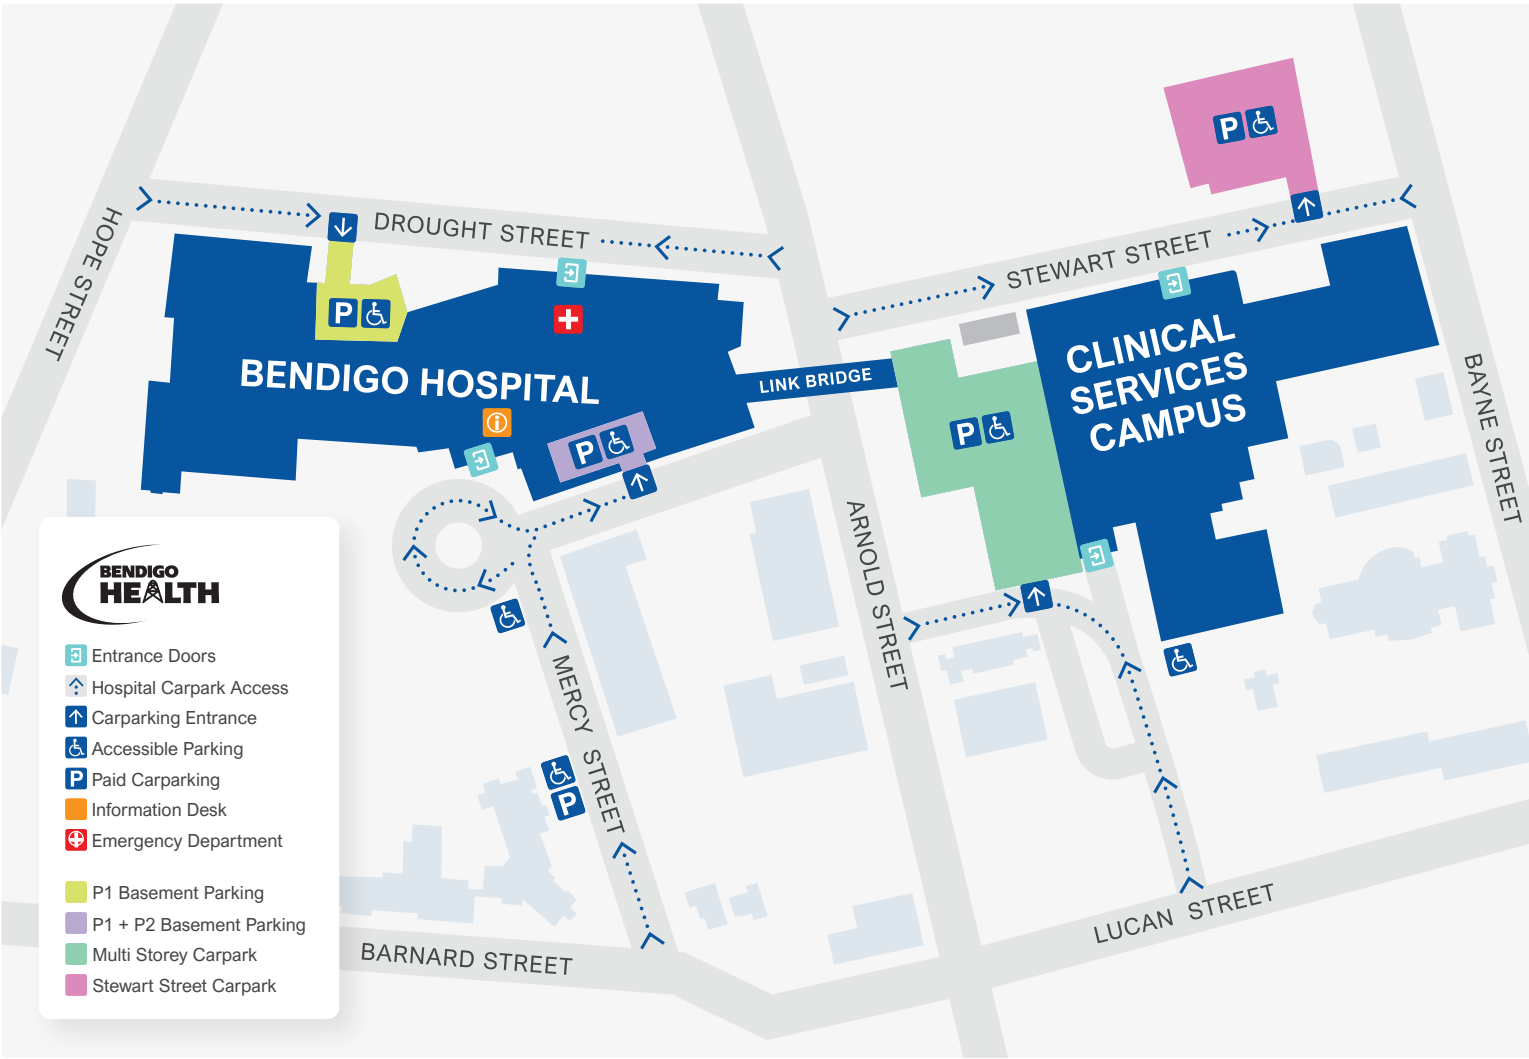 HOPE STREET
DROUGHT STREET
STEWART STREET
P
P
BENDIGO HOSPITAL
LINK BRIDGE
CLINICAL
SERVICES
CAMPUS
BAYNE STREET
P
P
i
ARNOLD STREET
MERCY STREET
P
BARNARD STREET
LUCAN STREET
BENDIGO
HEALTH
Entrance Doors
Hospital Carpark Access
Carparking Entrance
Accessible Parking
P Paid Carparking
Information Desk
Emergency Department
P1 Basement Parking
P1 + P2 Basement Parking
Multi Storey Carpark
Stewart Street Carpark